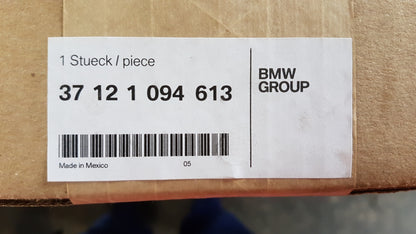 1 Stueck / piece
37 12 1 094 613
Made in Mexico
05
BMW
GROUP